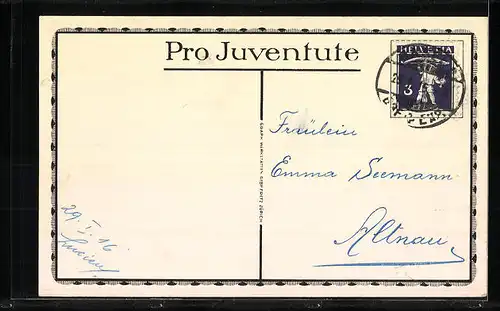 Pro Juventute
HELVETIA
3
Fräulein
Emma Seemann
Altnau.
29. I. 16